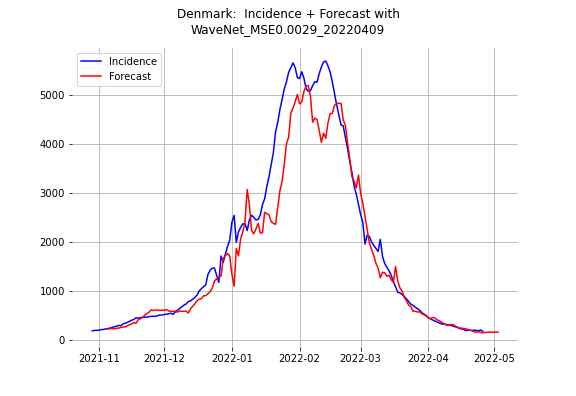 Denmark:  Incidence + Forecast with
WaveNet_MSE0.0029_20220409
Incidence
Forecast
5000
4000
3000
2000
1000
0
2021-11 2021-12 2022-01 2022-02 2022-03 2022-04 2022-05